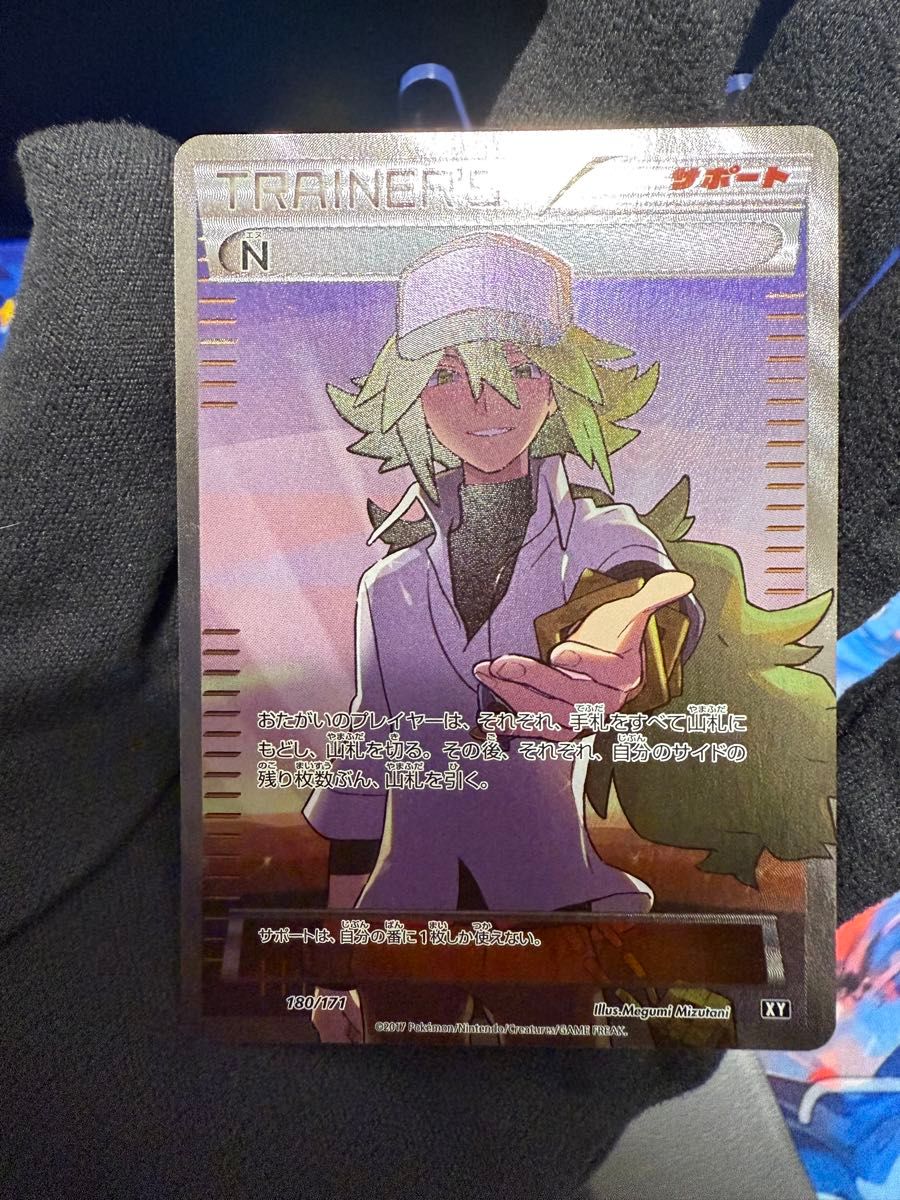 TRAINER'S
サポート
エヌ
N
おたがいのプレイヤーは、それぞれ、手札をすべて山札に
もどし、山札を切る。その後、それぞれ、自分のサイドの
残り枚数ぶん、山札を引く。
サポートは、自分の番に1枚しか使えない。
180/171
Illus.Megumi Mizutani
XY
©2017 Pokémon/Nintendo/Creatures/GAME FREAK.